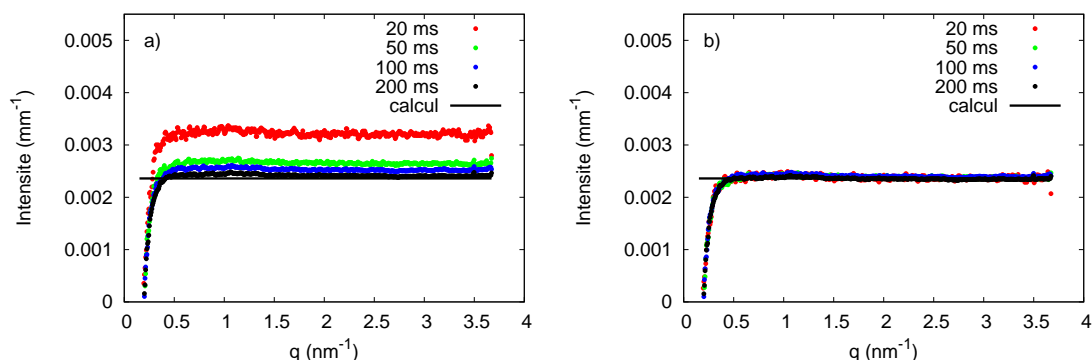 a)
Intensite (mm⁻¹)
0.005
0.004
0.003
0.002
0.001
0
0 0.5 1 1.5 2 2.5 3 3.5 4
q (nm⁻¹)
20 ms
50 ms
100 ms
200 ms
calcul
b)
Intensite (mm⁻¹)
0.005
0.004
0.003
0.002
0.001
0
0 0.5 1 1.5 2 2.5 3 3.5 4
q (nm⁻¹)
20 ms
50 ms
100 ms
200 ms
calcul